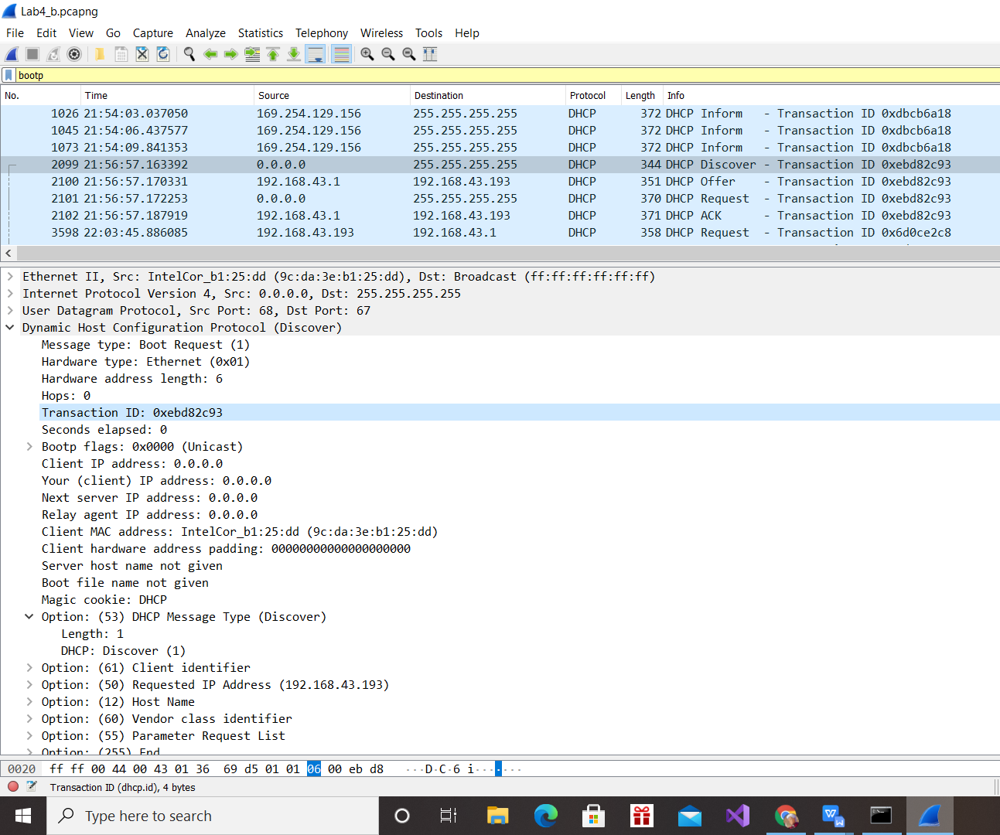 Lab4_b.pcapng
File Edit View Go Capture Analyze Statistics Telephony Wireless Tools Help
bootp
No. Time Source Destination Protocol Length Info
1026 21:54:03.037050 169.254.129.156 255.255.255.255 DHCP 372 DHCP Inform - Transaction ID 0xdbcb6a18
1045 21:54:06.437577 169.254.129.156 255.255.255.255 DHCP 372 DHCP Inform - Transaction ID 0xdbcb6a18
1073 21:54:09.841353 169.254.129.156 255.255.255.255 DHCP 372 DHCP Inform - Transaction ID 0xdbcb6a18
2099 21:56:57.163392 0.0.0.0 255.255.255.255 DHCP 344 DHCP Discover - Transaction ID 0xebd82c93
2100 21:56:57.170331 192.168.43.1 192.168.43.193 DHCP 351 DHCP Offer - Transaction ID 0xebd82c93
2101 21:56:57.172253 0.0.0.0 255.255.255.255 DHCP 370 DHCP Request - Transaction ID 0xebd82c93
2102 21:56:57.187919 192.168.43.1 192.168.43.193 DHCP 371 DHCP ACK - Transaction ID 0xebd82c93
3598 22:03:45.886085 192.168.43.193 192.168.43.1 DHCP 358 DHCP Request - Transaction ID 0x6d0ce2c8
Ethernet II, Src: IntelCor_b1:25:dd (9c:da:3e:b1:25:dd), Dst: Broadcast (ff:ff:ff:ff:ff:ff)
Internet Protocol Version 4, Src: 0.0.0.0, Dst: 255.255.255.255
User Datagram Protocol, Src Port: 68, Dst Port: 67
Dynamic Host Configuration Protocol (Discover)
Message type: Boot Request (1)
Hardware type: Ethernet (0x01)
Hardware address length: 6
Hops: 0
Transaction ID: 0xebd82c93
Seconds elapsed: 0
Bootp flags: 0x0000 (Unicast)
Client IP address: 0.0.0.0
Your (client) IP address: 0.0.0.0
Next server IP address: 0.0.0.0
Relay agent IP address: 0.0.0.0
Client MAC address: IntelCor_b1:25:dd (9c:da:3e:b1:25:dd)
Client hardware address padding: 00000000000000000000
Server host name not given
Boot file name not given
Magic cookie: DHCP
Option: (53) DHCP Message Type (Discover)
Length: 1
DHCP: Discover (1)
Option: (61) Client identifier
Option: (50) Requested IP Address (192.168.43.193)
Option: (12) Host Name
Option: (60) Vendor class identifier
Option: (55) Parameter Request List
Option: (255) End
0020 ff ff 00 44 00 43 01 36 69 d5 01 01 06 00 eb d8 ···D·C·6 i·······
Transaction ID (dhcp.id), 4 bytes
Type here to search